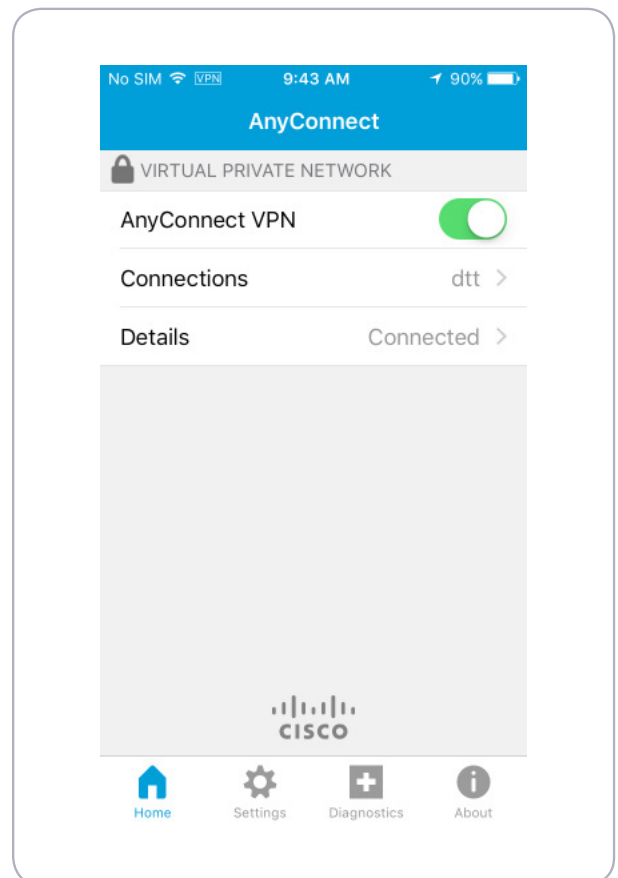 No SIM VPN 9:43 AM 90%
AnyConnect
VIRTUAL PRIVATE NETWORK
AnyConnect VPN
Connections dtt
Details Connected
CISCO
Home Settings Diagnostics About